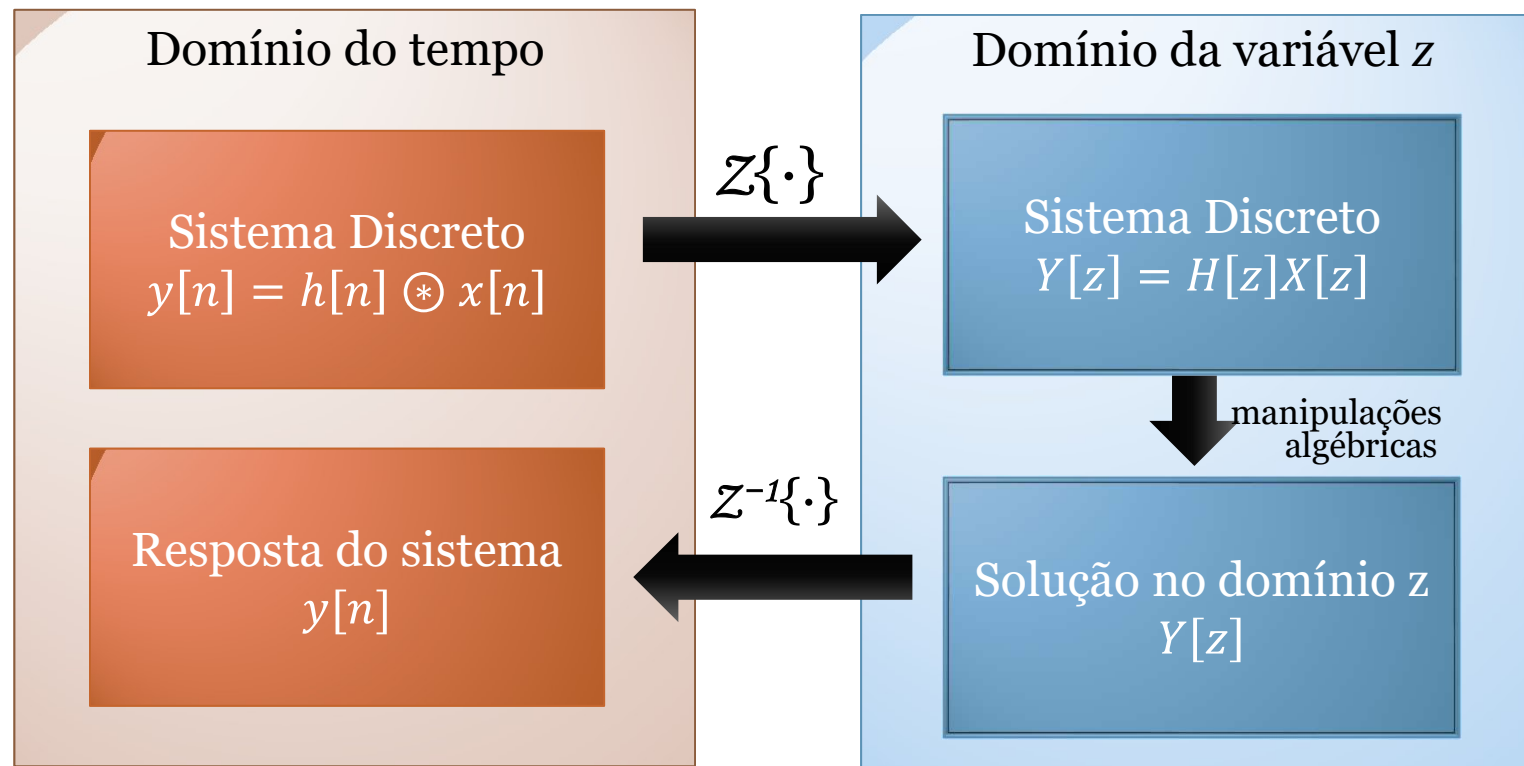 Domínio do tempo
Sistema Discreto
y[n] = h[n] ⊛ x[n]
Resposta do sistema
y[n]
𝒵{·}
𝒵⁻¹{·}
Domínio da variável z
Sistema Discreto
Y[z] = H[z]X[z]
manipulações
algébricas
Solução no domínio z
Y[z]